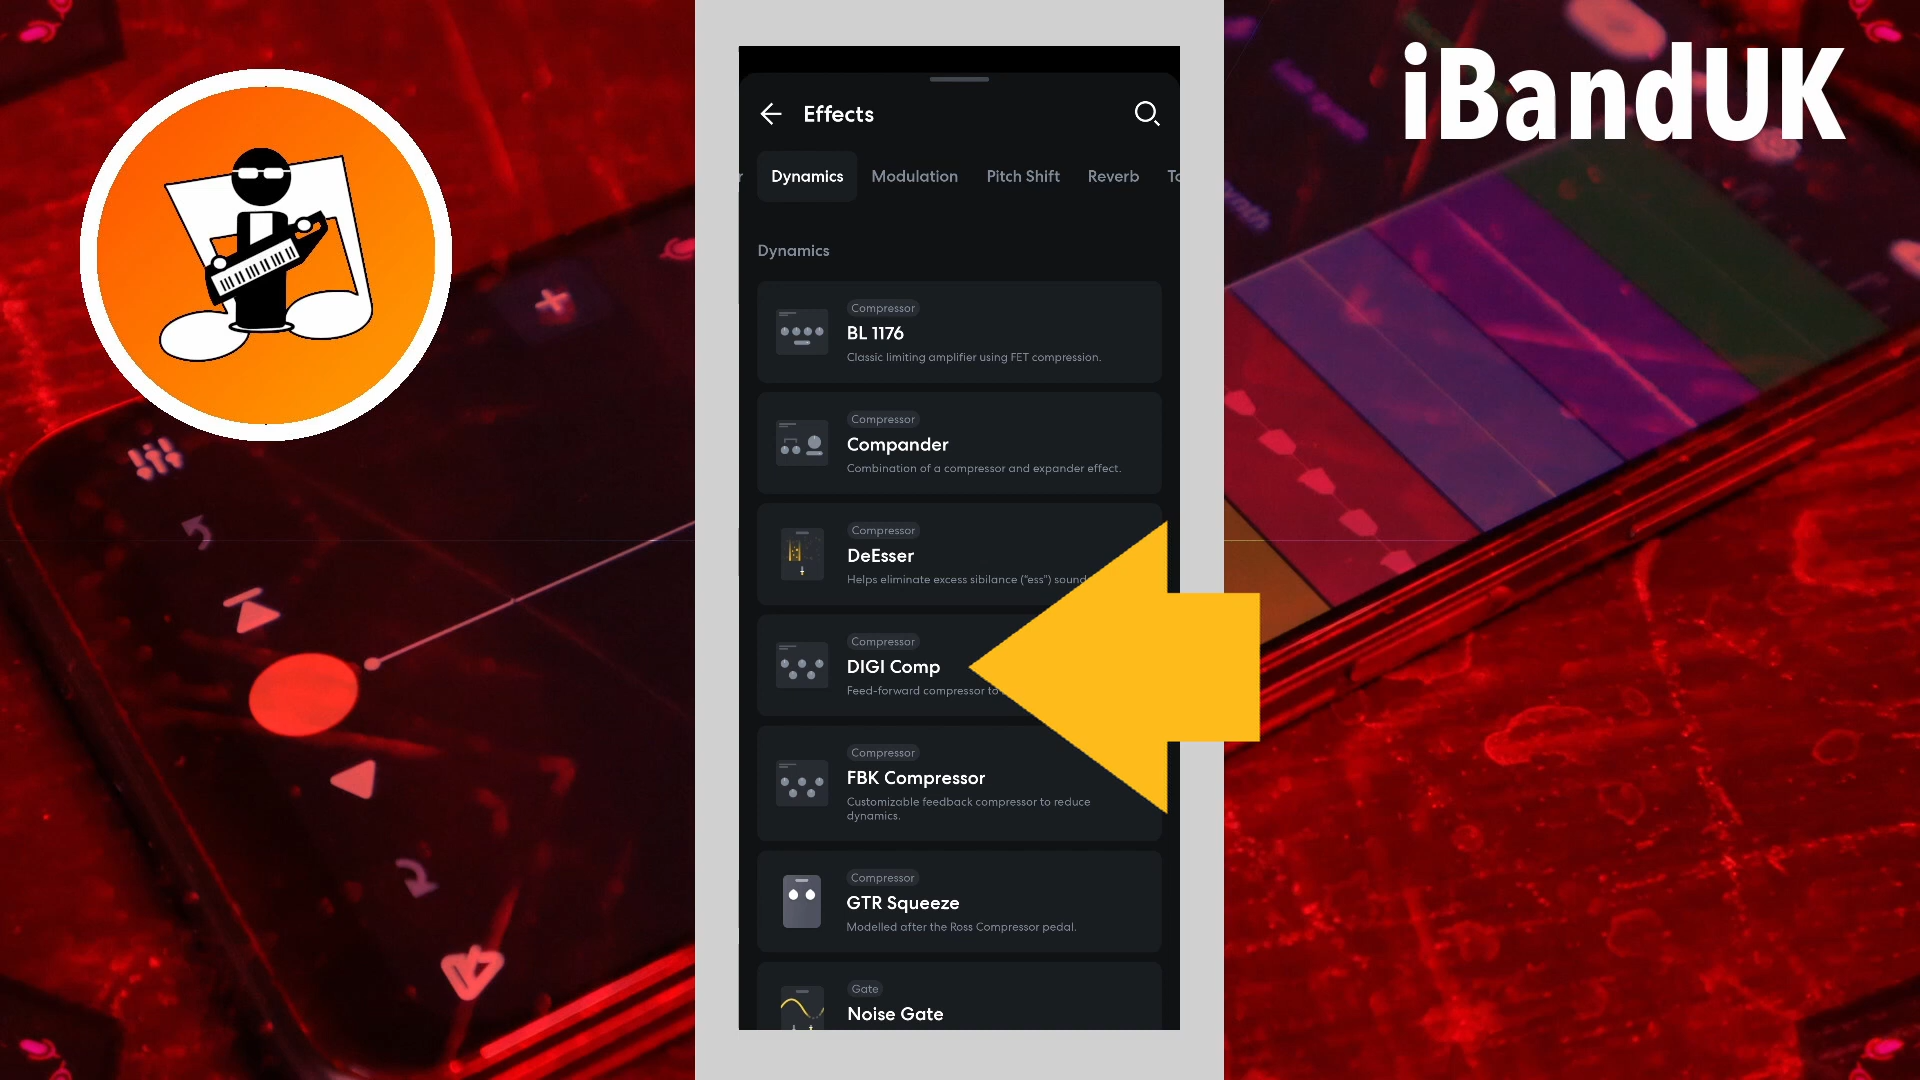 iBandUK
Effects
Dynamics Modulation Pitch Shift Reverb
Dynamics
Compressor
BL 1176
Classic limiting amplifier using FET compression.
Compressor
Compander
Combination of a compressor and expander effect.
Compressor
DeEsser
Helps eliminate excess sibilance ("ess") sound
Compressor
DIGI Comp
Feed-forward compressor to
Compressor
FBK Compressor
Customizable feedback compressor to reduce
dynamics.
Compressor
GTR Squeeze
Modelled after the Ross Compressor pedal.
Gate
Noise Gate